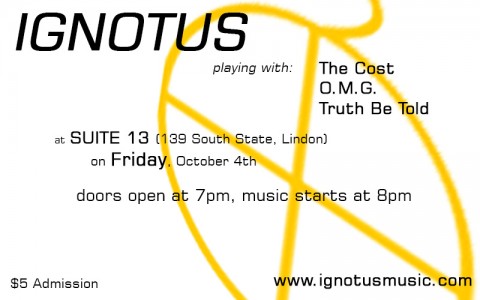 IGNOTUS
playing with: The Cost
O.M.G.
Truth Be Told
at SUITE 13 (139 South State, Lindon)
on Friday, October 4th
doors open at 7pm, music starts at 8pm
$5 Admission
www.ignotusmusic.com